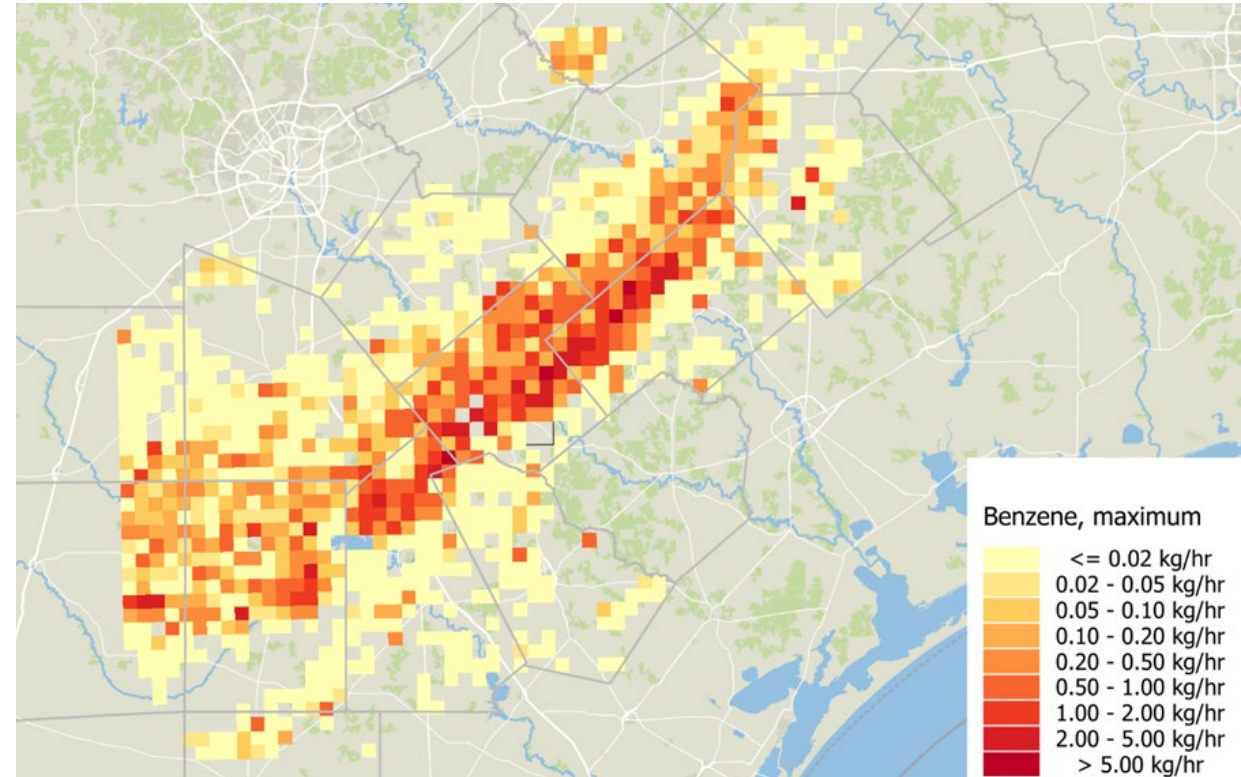 Benzene, maximum
<= 0.02 kg/hr
0.02 - 0.05 kg/hr
0.05 - 0.10 kg/hr
0.10 - 0.20 kg/hr
0.20 - 0.50 kg/hr
0.50 - 1.00 kg/hr
1.00 - 2.00 kg/hr
2.00 - 5.00 kg/hr
> 5.00 kg/hr